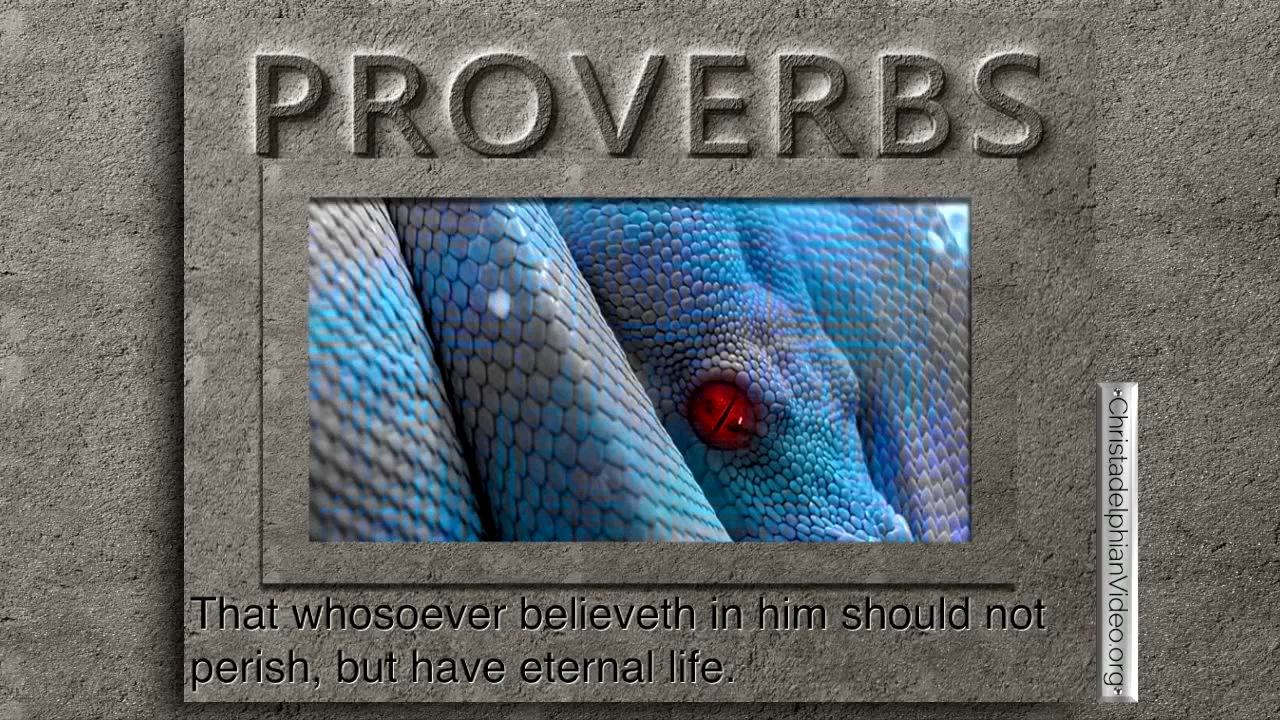 PROVERBS
That whosoever believeth in him should not
perish, but have eternal life.
ChristadelphianVideo.org